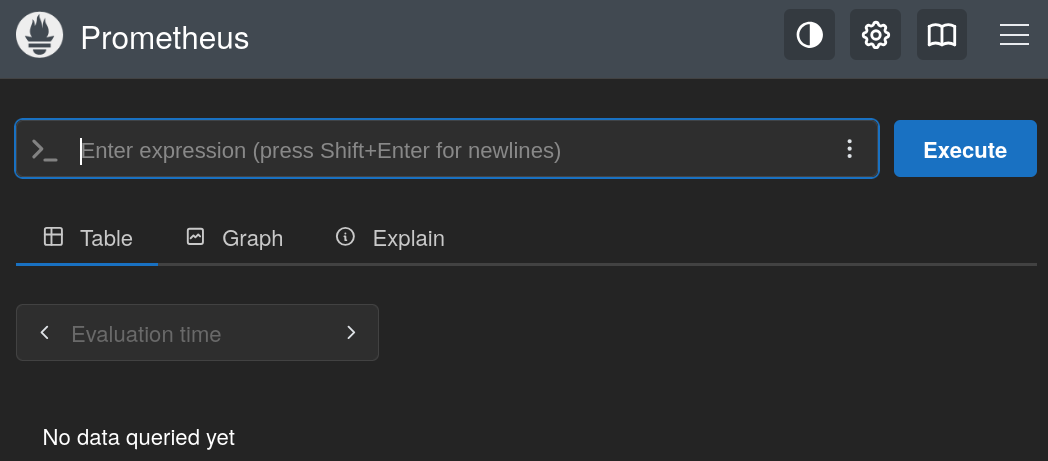 Prometheus
Enter expression (press Shift+Enter for newlines)
Execute
Table
Graph
Explain
Evaluation time
No data queried yet